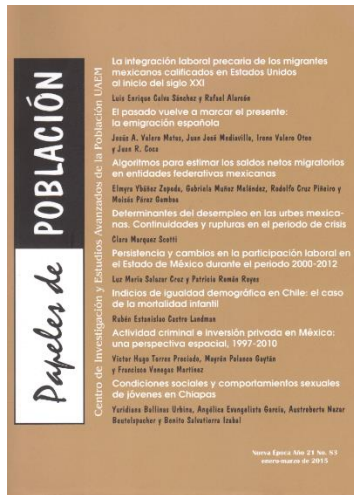 Papeles de POBLACIÓN
Centro de Investigación y Estudios Avanzados de la Población UAEM
La integración laboral precaria de los migrantes
mexicanos calificados en Estados Unidos
al inicio del siglo XXI
Luis Enrique Calva Sánchez y Rafael Alarcón
El pasado vuelve a marcar el presente:
la emigración española
Jesús A. Valero Matas, Juan José Mediavilla, Irene Valero Oteo
y Juan R. Coca
Algoritmos para estimar los saldos netos migratorios
en entidades federativas mexicanas
Elmyra Ybáñez Zepeda, Gabriela Muñoz Meléndez, Rodolfo Cruz Piñeiro y
Moisés Pérez Gamboa
Determinantes del desempleo en las urbes mexica-
nas. Continuidades y rupturas en el periodo de crisis
Clara Marquez Scotti
Persistencia y cambios en la participación laboral en
el Estado de México durante el periodo 2000-2012
Luz María Salazar Cruz y Patricia Román Reyes
Indicios de igualdad demográfica en Chile: el caso
de la mortalidad infantil
Rubén Estanislao Castro Landman
Actividad criminal e inversión privada en México:
una perspectiva espacial, 1997-2010
Víctor Hugo Torres Preciado, Mayrén Polanco Gaytán
y Francisco Venegas Martínez
Condiciones sociales y comportamientos sexuales
de jóvenes en Chiapas
Yuridiana Bollinos Urbina, Angélica Evangelista García, Austreberta Nazar
Beutelspacher y Benito Salvatierra Izabal
Nueva Época Año 21 No. 83
enero-marzo de 2015